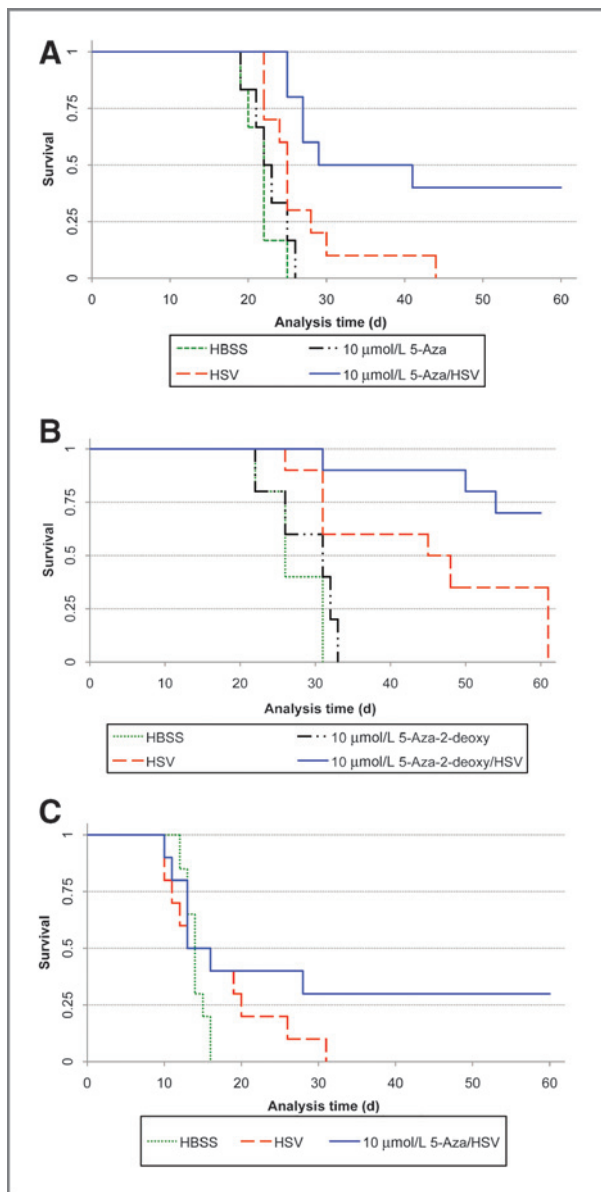 A
1
0.75
0.5
0.25
0
Survival
0 10 20 30 40 50 60
Analysis time (d)
HBSS 10 μmol/L 5-Aza
HSV 10 μmol/L 5-Aza/HSV
B
1
0.75
0.5
0.25
0
Survival
0 10 20 30 40 50 60
Analysis time (d)
HBSS 10 μmol/L 5-Aza-2-deoxy
HSV 10 μmol/L 5-Aza-2-deoxy/HSV
C
1
0.75
0.5
0.25
0
Survival
0 10 20 30 40 50 60
Analysis time (d)
HBSS HSV 10 μmol/L 5-Aza/HSV